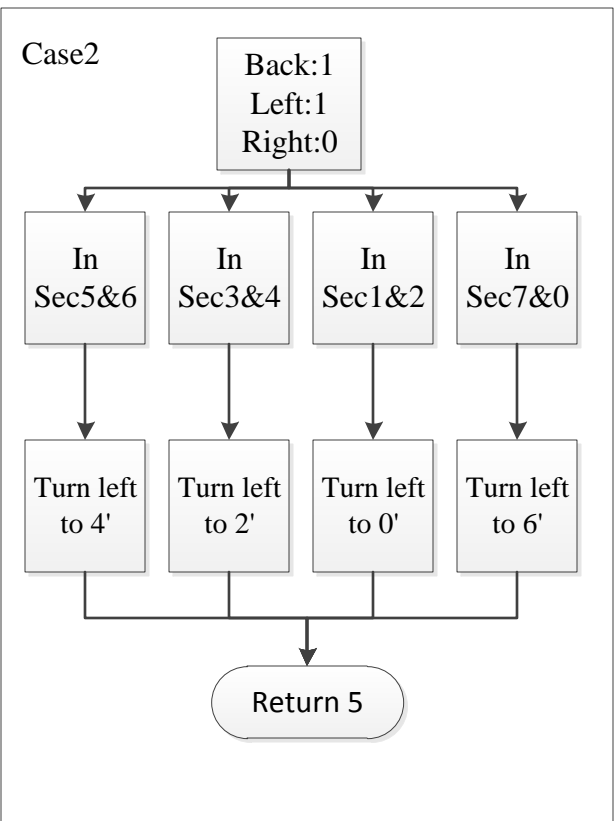 Case2
Back:1
Left:1
Right:0
In
Sec5&6
In
Sec3&4
In
Sec1&2
In
Sec7&0
Turn left
to 4'
Turn left
to 2'
Turn left
to 0'
Turn left
to 6'
Return 5